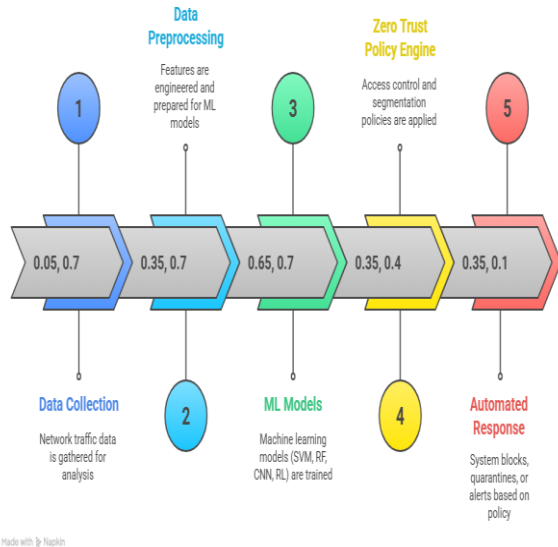 Data
Preprocessing
Features are
engineered and
prepared for ML
models
Zero Trust
Policy Engine
Access control and
segmentation
policies are applied
1
3
5
0.05, 0.7
0.35, 0.7
0.65, 0.7
0.35, 0.4
0.35, 0.1
Data Collection
Network traffic data
is gathered for
analysis
2
ML Models
Machine learning
models (SVM, RF,
CNN, RL) are trained
4
Automated
Response
System blocks,
quarantines, or
alerts based on
policy
Made with Napkin